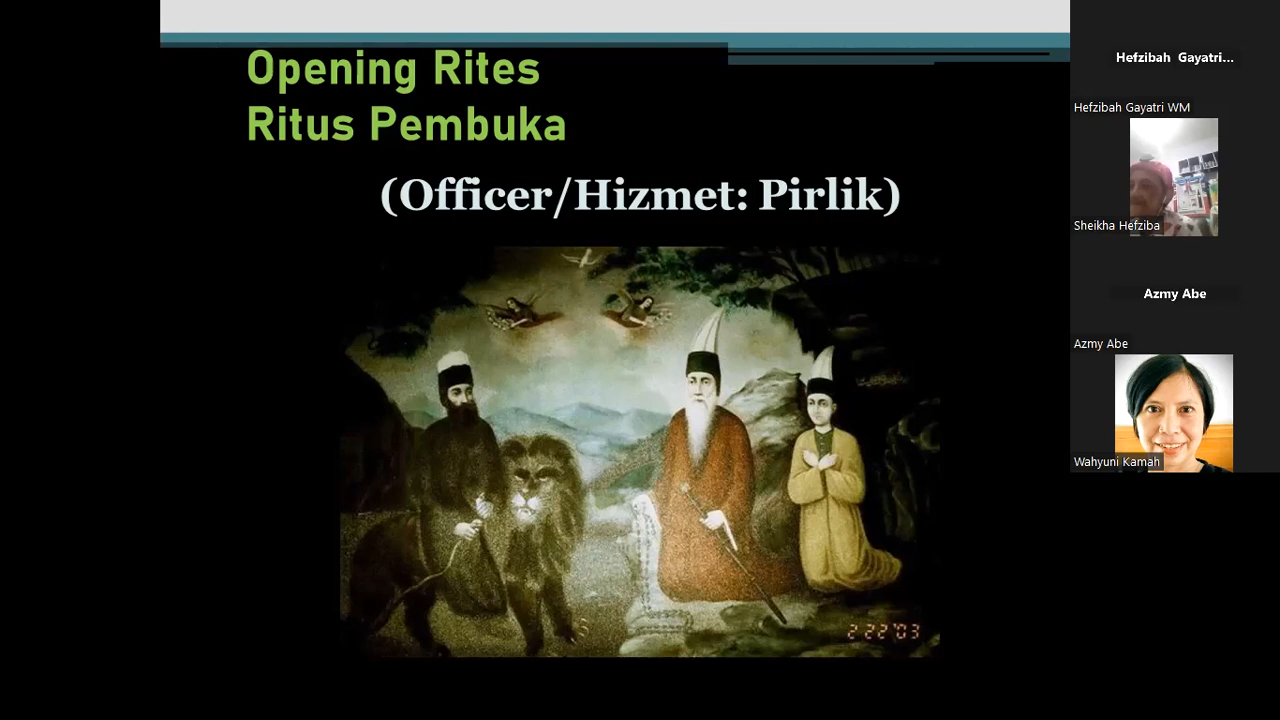 Opening Rites
Ritus Pembuka
(Officer/Hizmet: Pirlik)
2 22 '03
Hefzibah Gayatri...
Hefzibah Gayatri WM
Sheikha Hefziba
Azmy Abe
Azmy Abe
Wahyuni Kamah